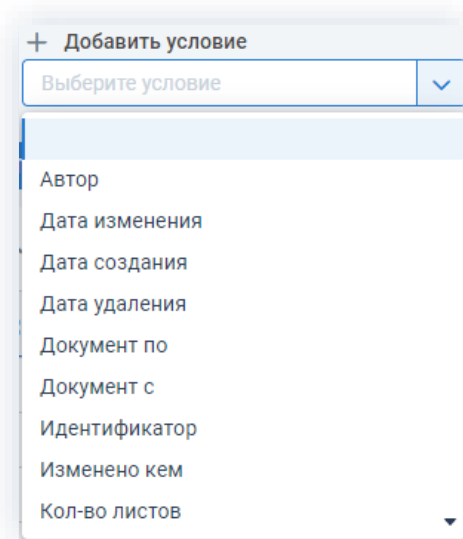 Добавить условие
Выберите условие
Автор
Дата изменения
Дата создания
Дата удаления
Документ по
Документ с
Идентификатор
Изменено кем
Кол-во листов